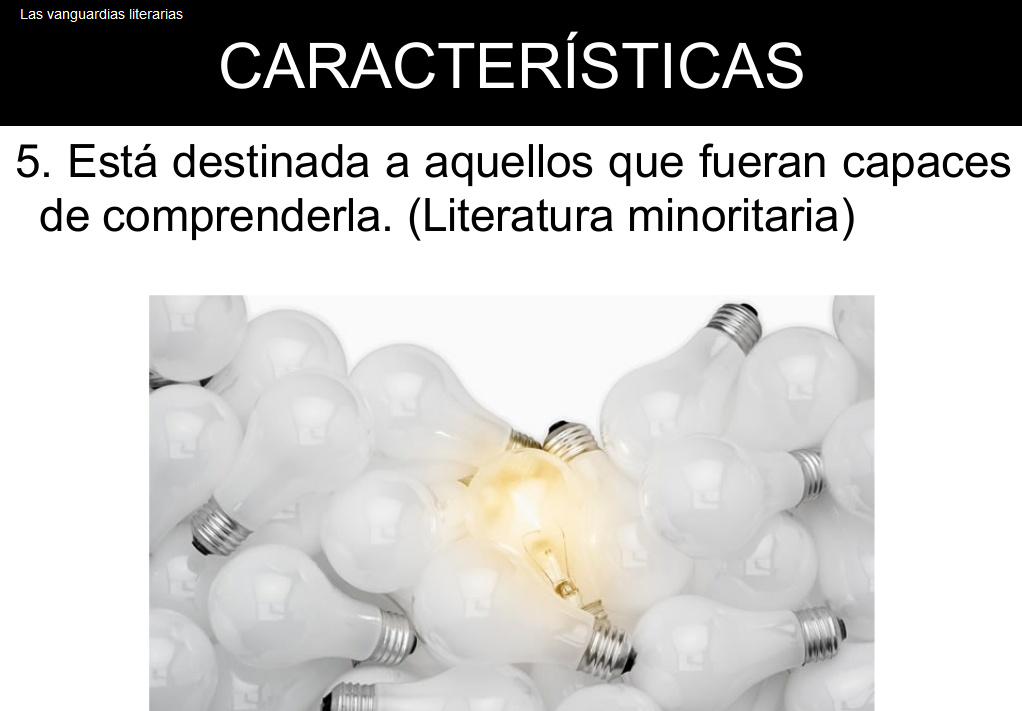 Las vanguardias literarias
CARACTERÍSTICAS
5. Está destinada a aquellos que fueran capaces
de comprenderla. (Literatura minoritaria)